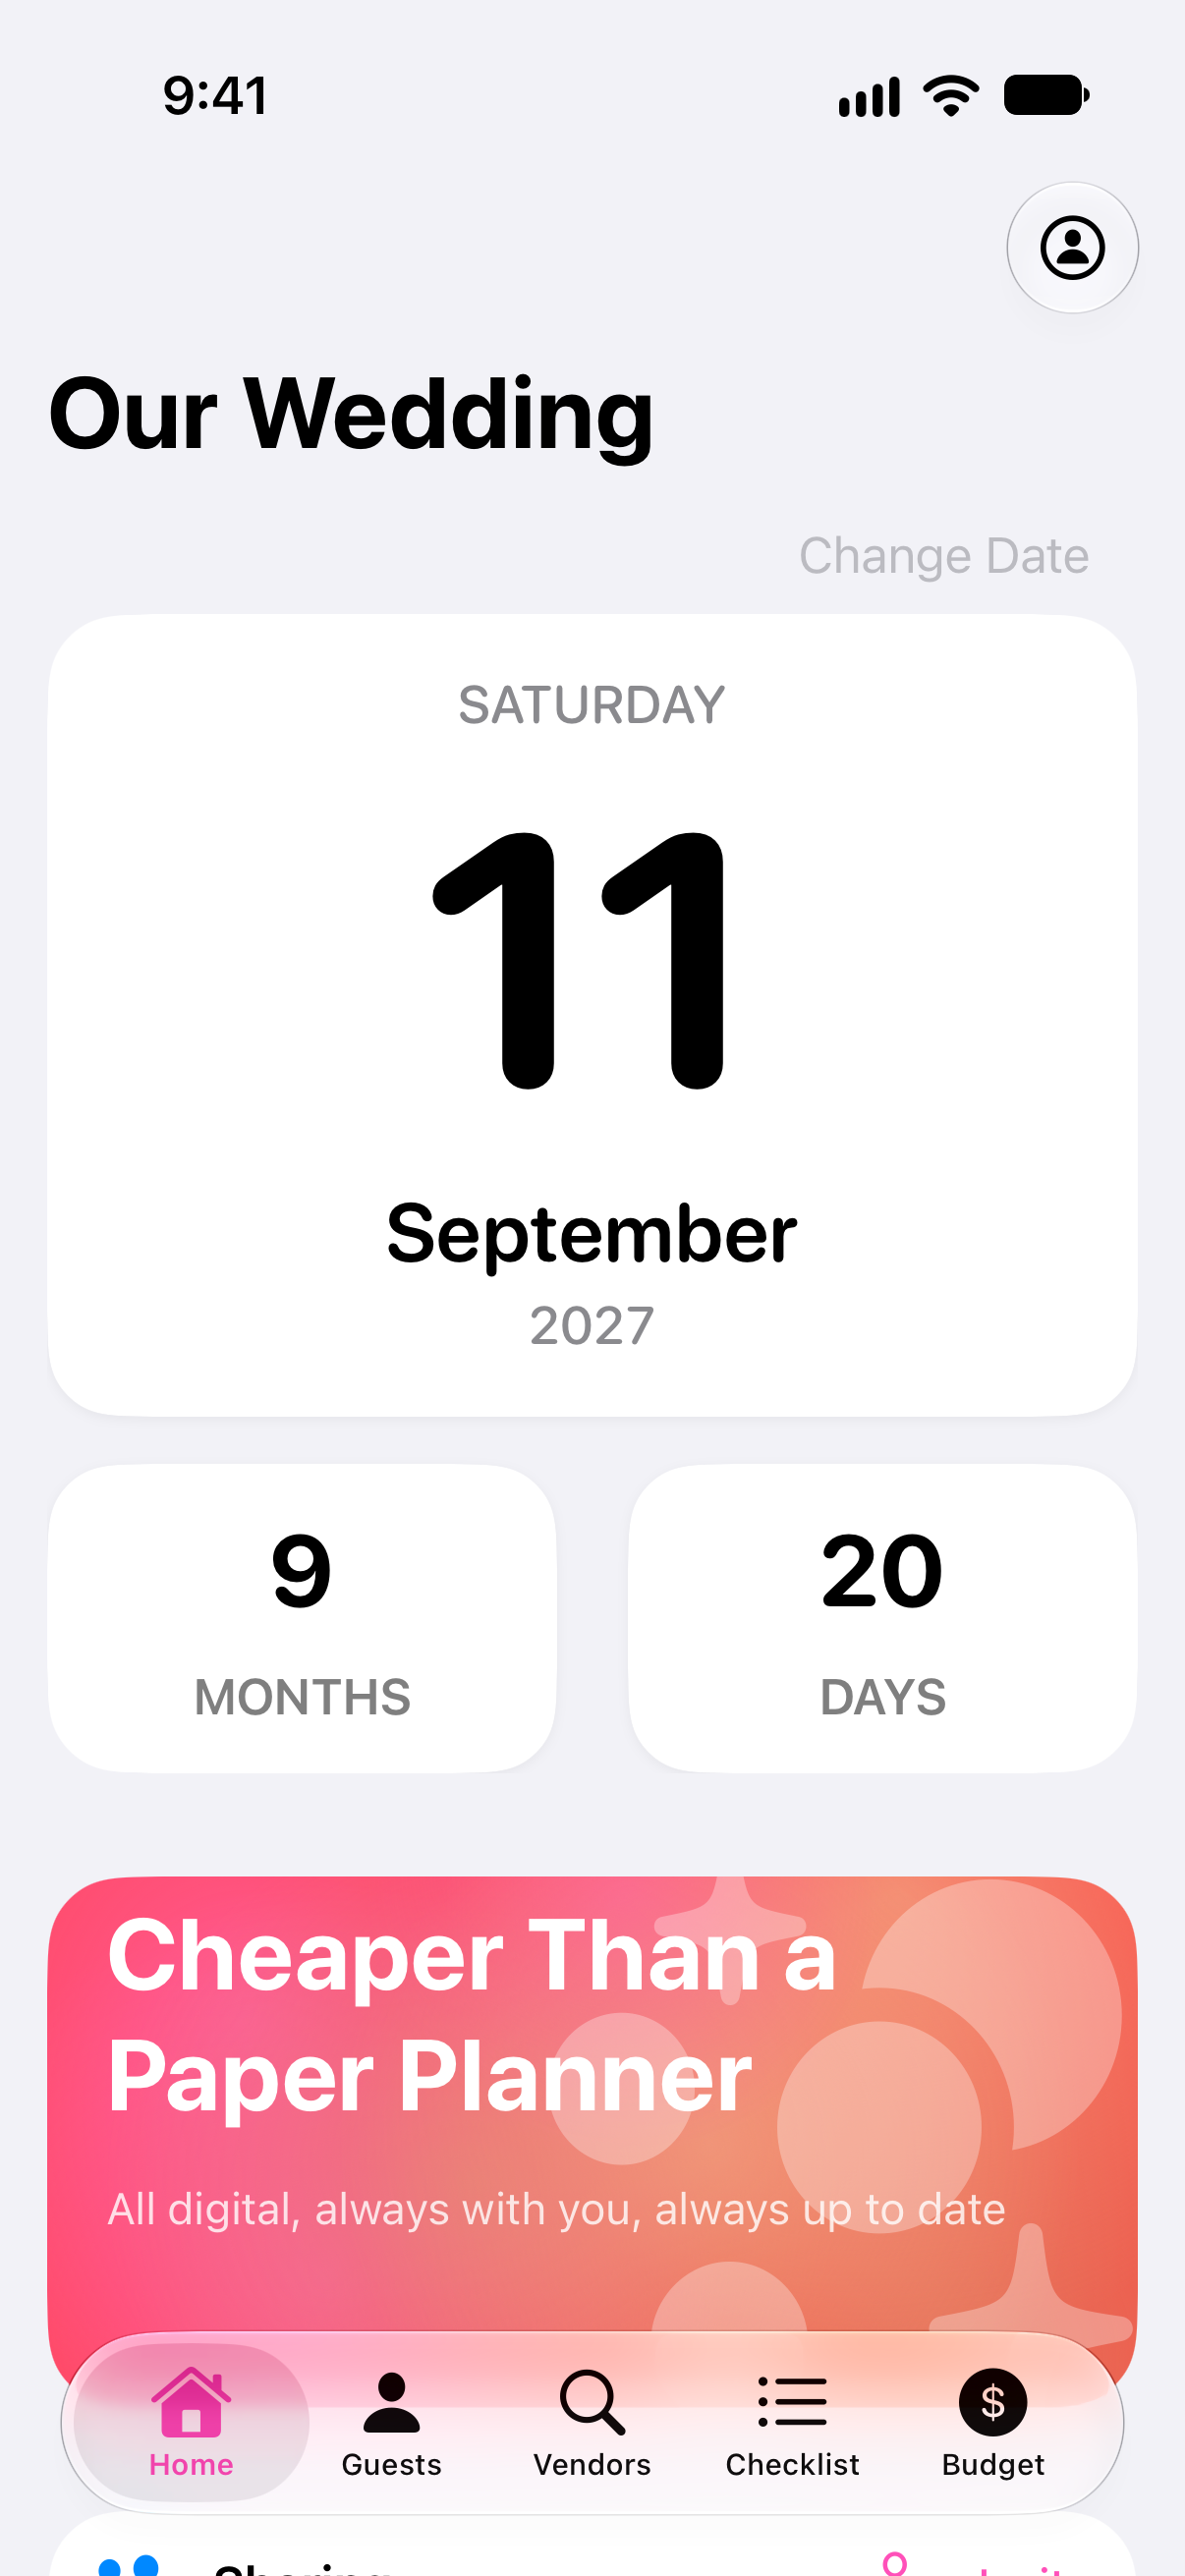 9:41
Our Wedding
Change Date
SATURDAY
11
September
2027
9
MONTHS
20
DAYS
Cheaper Than a
Paper Planner
All digital, always with you, always up to date
$
Home
Guests
Vendors
Checklist
Budget